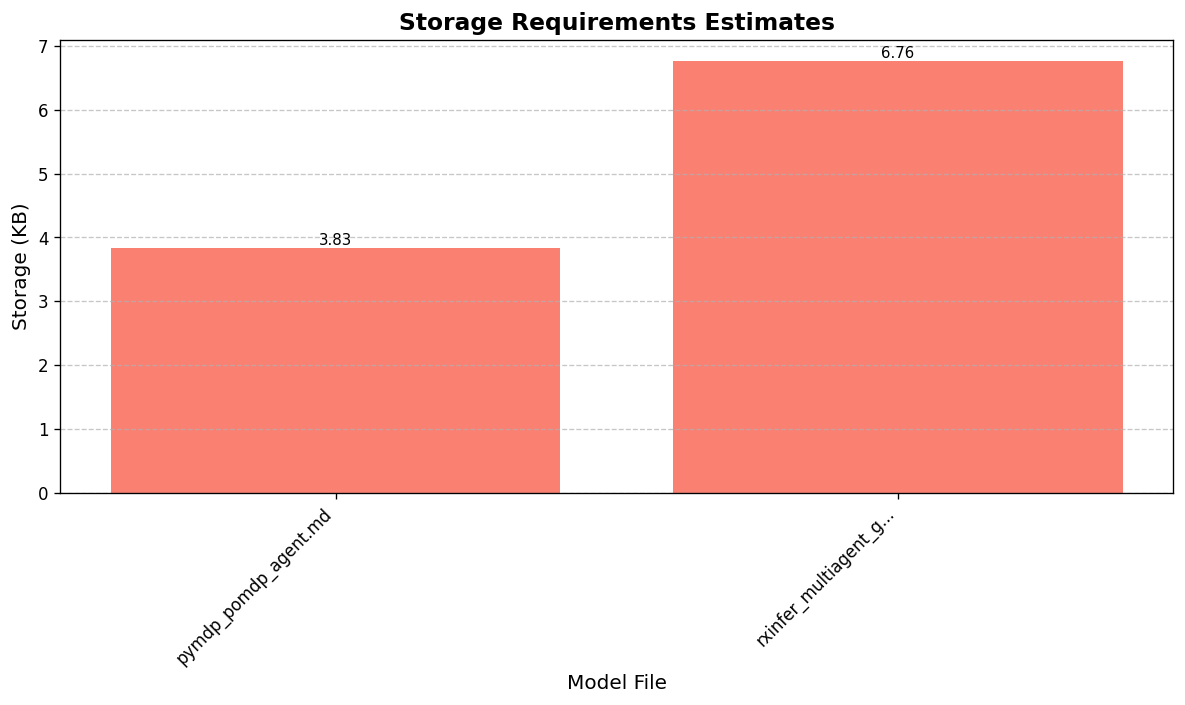 Storage Requirements Estimates
7
6
5
4
3
2
1
0
Storage (KB)
3.83
6.76
pymdp_pomdp_agent.md
rxinfer_multiagent_g...
Model File